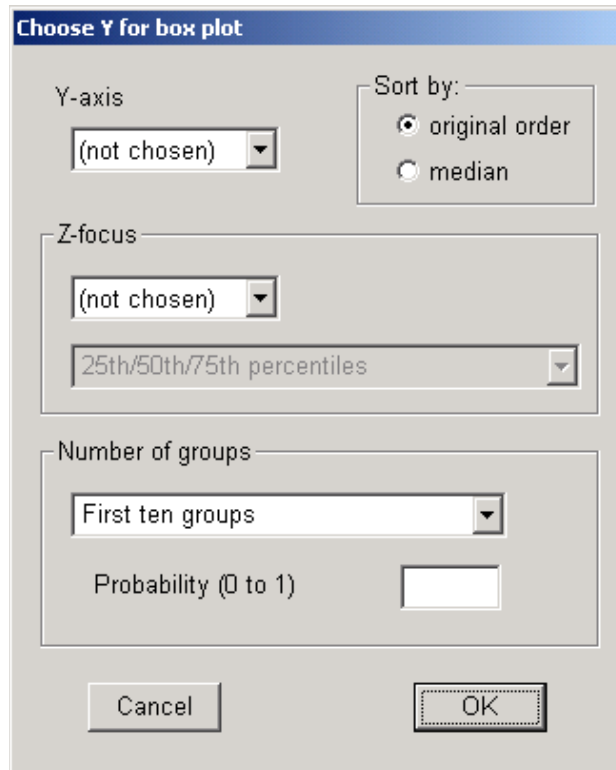 Choose Y for box plot
Y-axis
(not chosen)
Sort by:
original order
median
Z-focus
(not chosen)
25th/50th/75th percentiles
Number of groups
First ten groups
Probability (0 to 1)
Cancel
OK